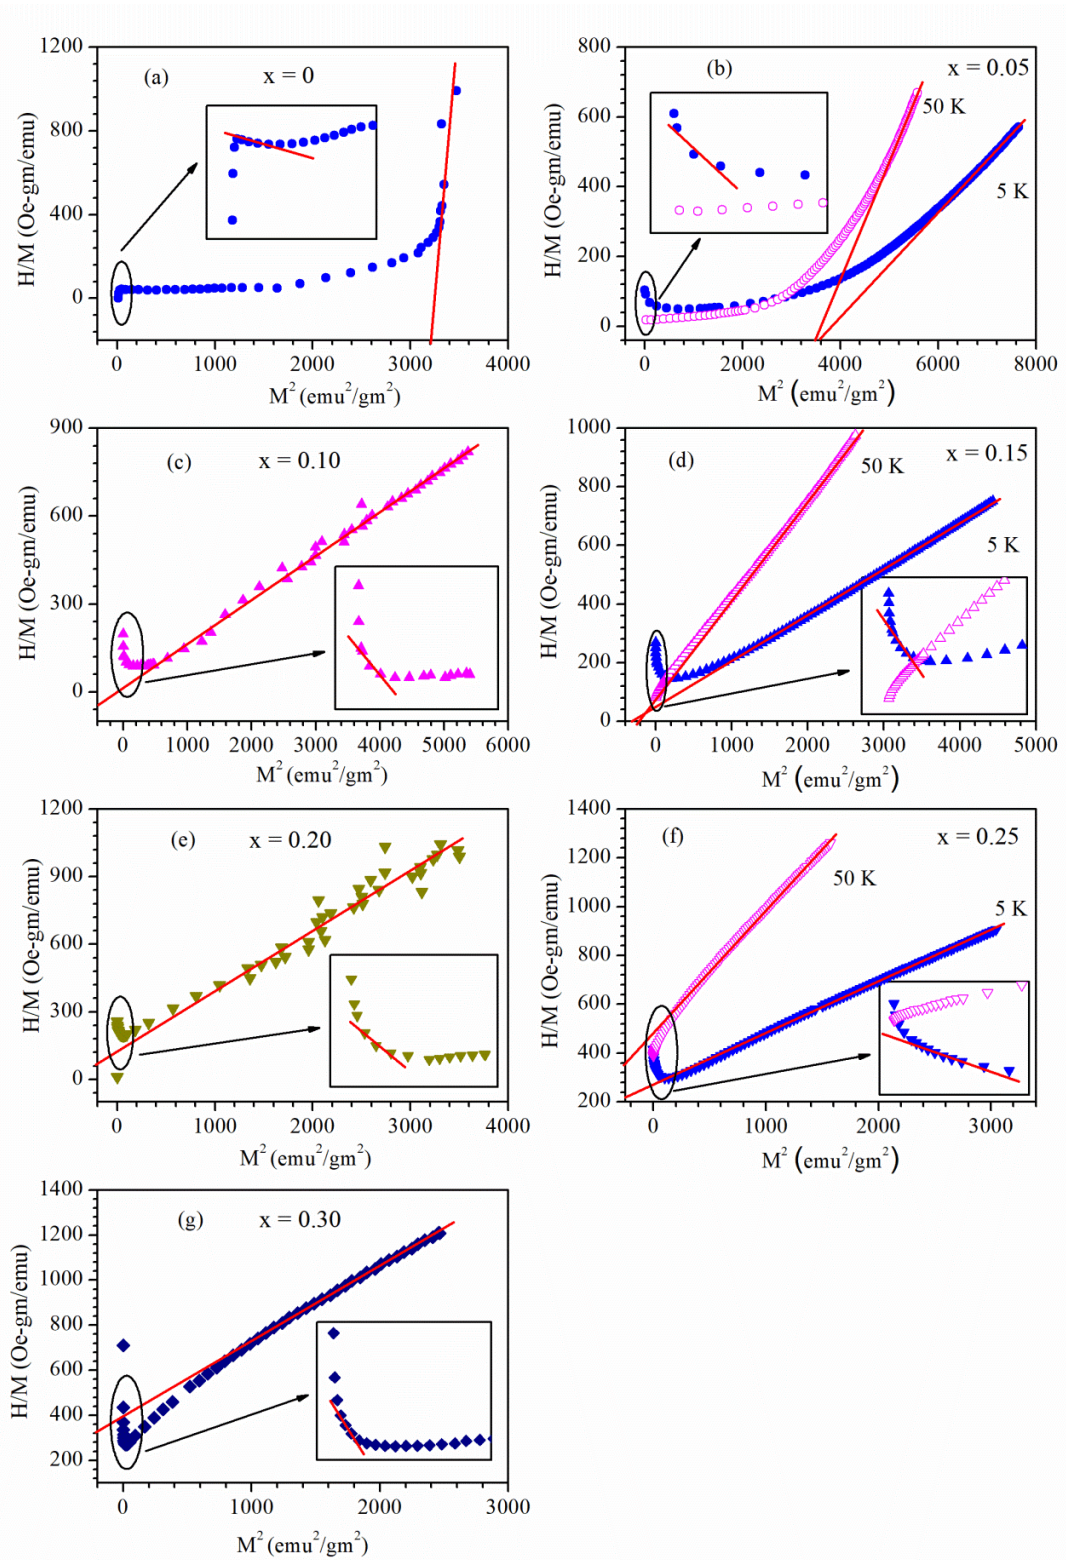 (a)
x = 0
H/M (Oe-gm/emu)
1200
800
400
0
0
1000
2000
3000
4000
M² (emu²/gm²)
(b)
x = 0.05
50 K
5 K
H/M (Oe-gm/emu)
800
600
400
200
0
0
2000
4000
6000
8000
M² (emu²/gm²)
(c)
x = 0.10
H/M (Oe-gm/emu)
900
600
300
0
0
1000
2000
3000
4000
5000
6000
M² (emu²/gm²)
(d)
x = 0.15
50 K
5 K
H/M (Oe-gm/emu)
1000
800
600
400
200
0
0
1000
2000
3000
4000
5000
M² (emu²/gm²)
(e)
x = 0.20
H/M (Oe-gm/emu)
1200
900
600
300
0
0
1000
2000
3000
4000
M² (emu²/gm²)
(f)
x = 0.25
50 K
5 K
H/M (Oe-gm/emu)
1400
1200
1000
800
600
400
200
0
1000
2000
3000
M² (emu²/gm²)
(g)
x = 0.30
H/M (Oe-gm/emu)
1400
1200
1000
800
600
400
200
0
1000
2000
3000
M² (emu²/gm²)